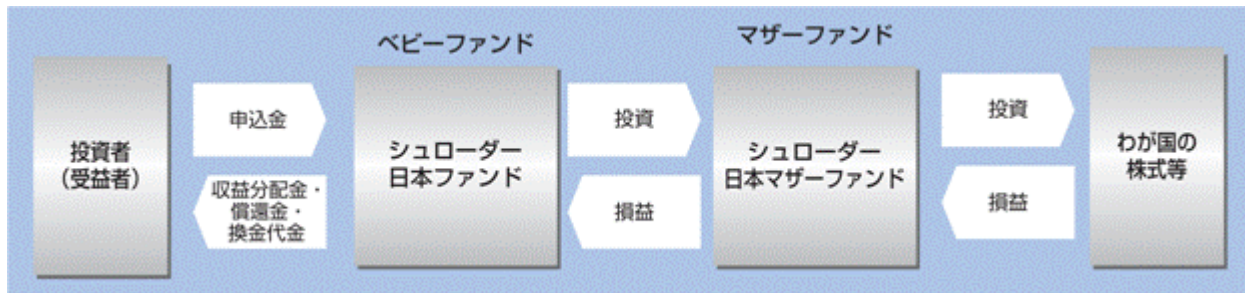 ベビーファンド
マザーファンド
投資者
(受益者)
申込金
収益分配金・
償還金・
換金代金
シュローダー
日本ファンド
投資
損益
シュローダー
日本マザーファンド
投資
損益
わが国の
株式等